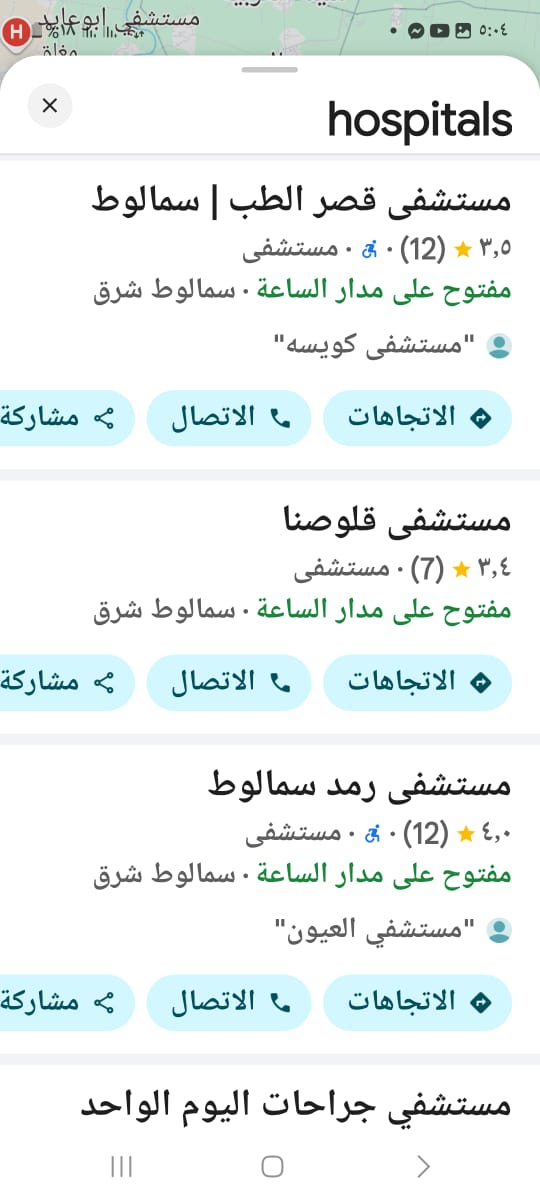 مستشفي ابوعايد
٥:٠٤
٪١٨
مغاغة
hospitals
مستشفى قصر الطب | سمالوط
٣,٥ (12) · · مستشفى
مفتوح على مدار الساعة · سمالوط شرق
"مستشفى كويسه"
الاتجاهات الاتصال مشاركة
مستشفى قلوصنا
٣,٤ (7) · مستشفى
مفتوح على مدار الساعة · سمالوط شرق
الاتجاهات الاتصال مشاركة
مستشفى رمد سمالوط
٤,٠ (12) · · مستشفى
مفتوح على مدار الساعة · سمالوط شرق
"مستشفي العيون"
الاتجاهات الاتصال مشاركة
مستشفي جراحات اليوم الواحد